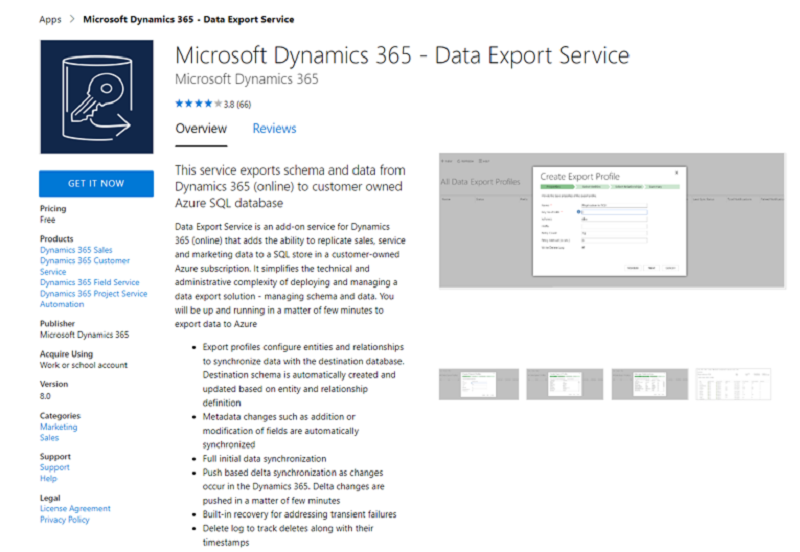 Apps > Microsoft Dynamics 365 - Data Export Service
Microsoft Dynamics 365 - Data Export Service
Microsoft Dynamics 365
3.8 (66)
Overview Reviews
GET IT NOW
Pricing
Free
Products
Dynamics 365 Sales
Dynamics 365 Customer
Service
Dynamics 365 Field Service
Dynamics 365 Project Service
Automation
Publisher
Microsoft Dynamics 365
Acquire Using
Work or school account
Version
8.0
Categories
Marketing
Sales
Support
Support
Help
Legal
License Agreement
Privacy Policy
This service exports schema and data from
Dynamics 365 (online) to customer owned
Azure SQL database
Data Export Service is an add-on service for Dynamics
365 (online) that adds the ability to replicate sales, service
and marketing data to a SQL store in a customer-owned
Azure subscription. It simplifies the technical and
administrative complexity of deploying and managing a
data export solution - managing schema and data. You
will be up and running in a matter of few minutes to
export data to Azure
• Export profiles configure entities and relationships
to synchronize data with the destination database.
Destination schema is automatically created and
updated based on entity and relationship
definition
• Metadata changes such as addition or
modification of fields are automatically
synchronized
• Full initial data synchronization
• Push based delta synchronization as changes
occur in the Dynamics 365. Delta changes are
pushed in a matter of few minutes
• Built-in recovery for addressing transient failures
• Delete log to track deletes along with their
timestamps
All Data Export Profiles
Create Export Profile